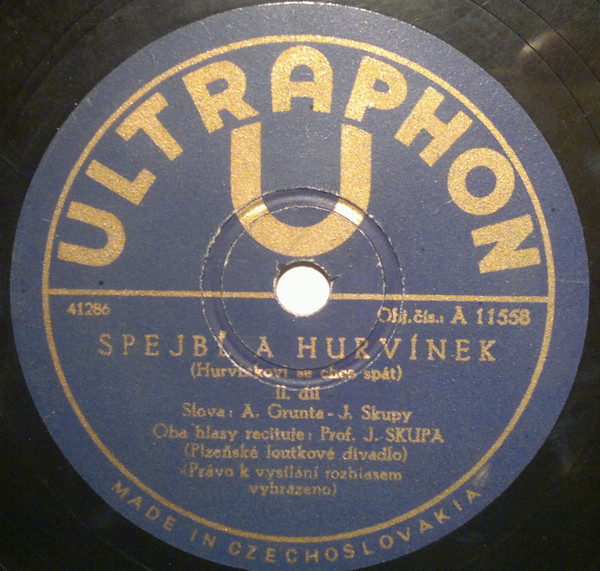 ULTRAPHON
U
41286
Obj.čís.: A 11558
SPEJBL A HURVÍNEK
(Hurvínkovi se chce spát)
II. díl
Slova: A. Grunta - J. Skupy
Oba hlasy recituje: Prof. J. SKUPA
(Plzeňské loutkové divadlo)
(Právo k vysílání rozhlasem
vyhrazeno)
MADE IN CZECHOSLOVAKIA